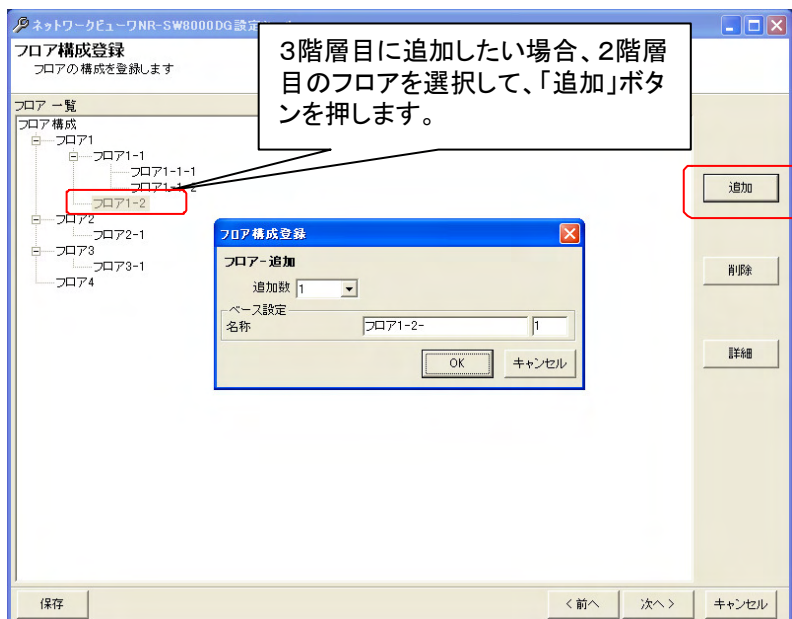 ネットワークビューワNR-SW8000DG設定
フロア構成登録
フロアの構成を登録します
３階層目に追加したい場合、２階層
目のフロアを選択して、「追加」ボタ
ンを押します。
フロア 一覧
フロア構成
フロア1
フロア1-1
フロア1-1-1
フロア1-1-2
フロア1-2
フロア2
フロア2-1
フロア3
フロア3-1
フロア4
追加
削除
詳細
フロア構成登録
フロア-追加
追加数 1
ベース設定
名称 フロア1-2- 1
OK キャンセル
保存 <前へ 次へ> キャンセル